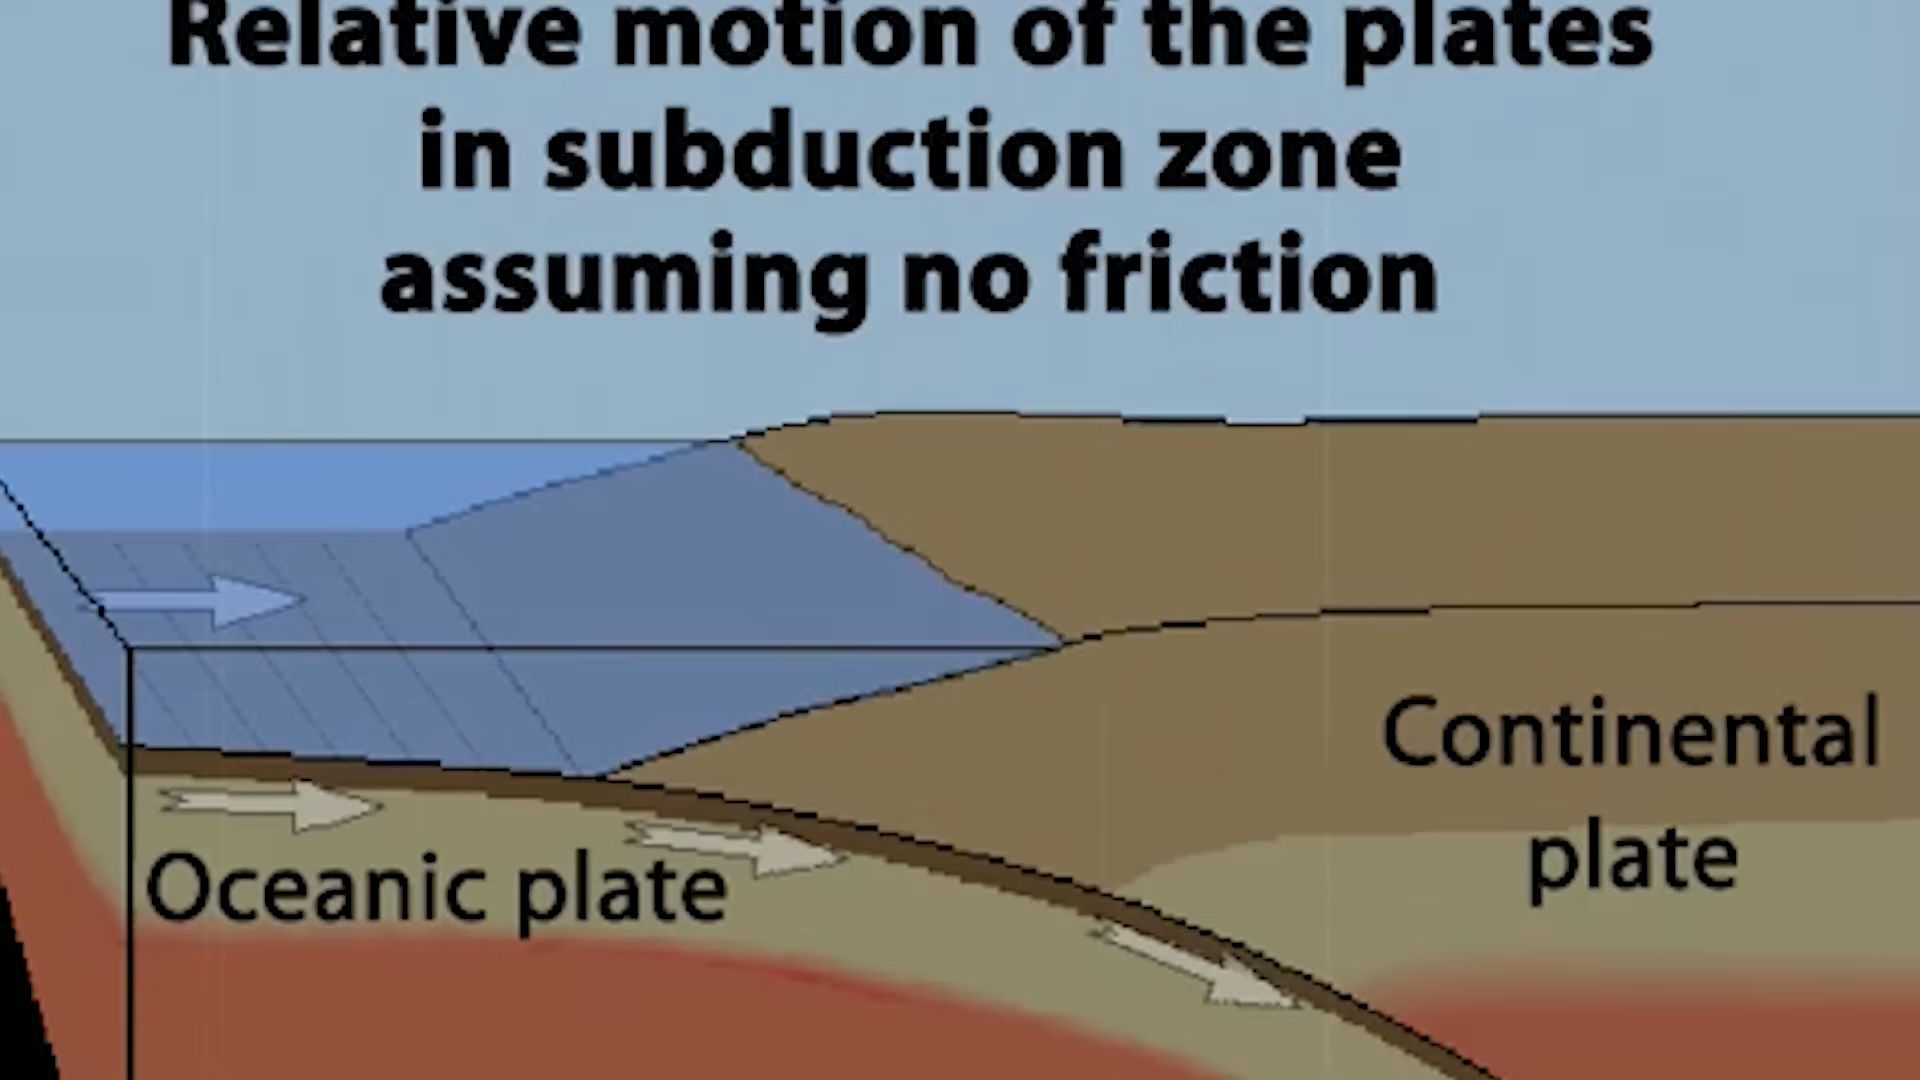 Relative motion of the plates
in subduction zone
assuming no friction
Continental
plate
Oceanic plate